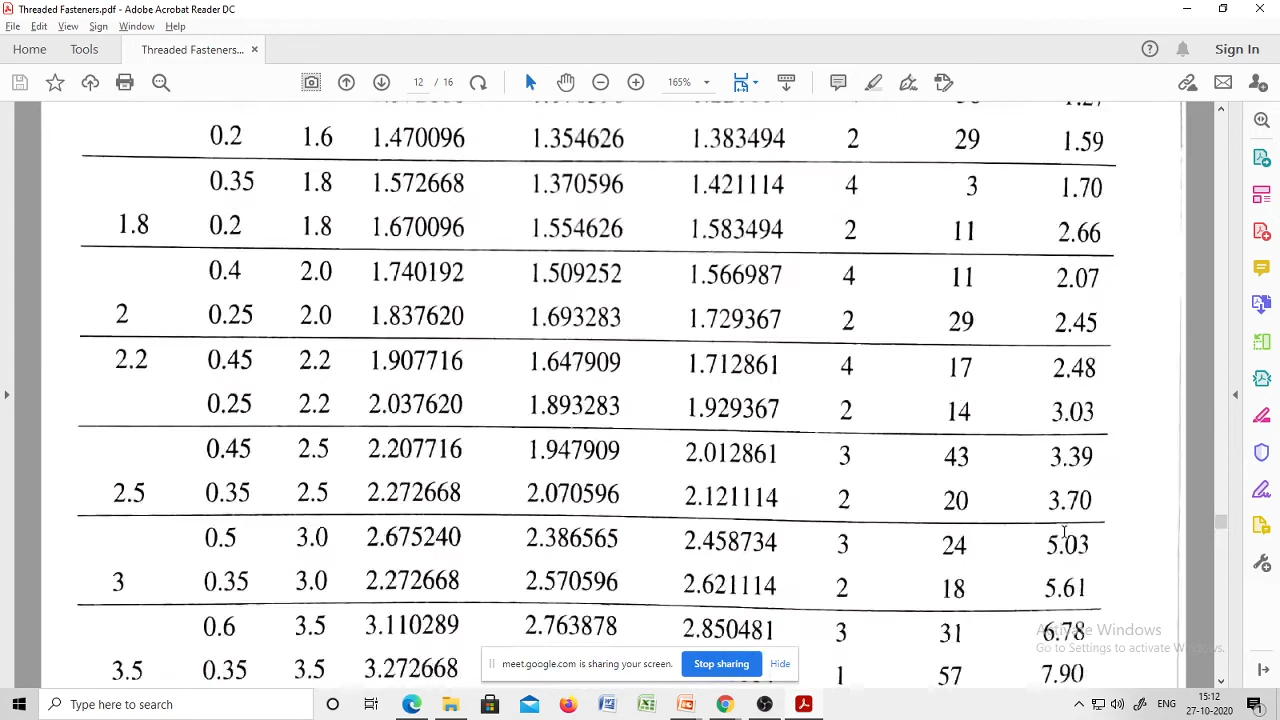 Threaded Fasteners.pdf - Adobe Acrobat Reader DC
File Edit View Sign Window Help
Home Tools Threaded Fasteners... × Sign In
12 / 16 165%
1.27
0.2 1.6 1.470096 1.354626 1.383494 2 29 1.59
0.35 1.8 1.572668 1.370596 1.421114 4 3 1.70
1.8 0.2 1.8 1.670096 1.554626 1.583494 2 11 2.66
0.4 2.0 1.740192 1.509252 1.566987 4 11 2.07
2 0.25 2.0 1.837620 1.693283 1.729367 2 29 2.45
2.2 0.45 2.2 1.907716 1.647909 1.712861 4 17 2.48
0.25 2.2 2.037620 1.893283 1.929367 2 14 3.03
0.45 2.5 2.207716 1.947909 2.012861 3 43 3.39
2.5 0.35 2.5 2.272668 2.070596 2.121114 2 20 3.70
0.5 3.0 2.675240 2.386565 2.458734 3 24 5.03
3 0.35 3.0 2.272668 2.570596 2.621114 2 18 5.61
0.6 3.5 3.110289 2.763878 2.850481 3 31 6.78
3.5 0.35 3.5 3.272668 1 57 7.90
Activate Windows
Go to Settings to activate Windows.
meet.google.com is sharing your screen. Stop sharing Hide
Type here to search ENG 15:12
27-10-2020